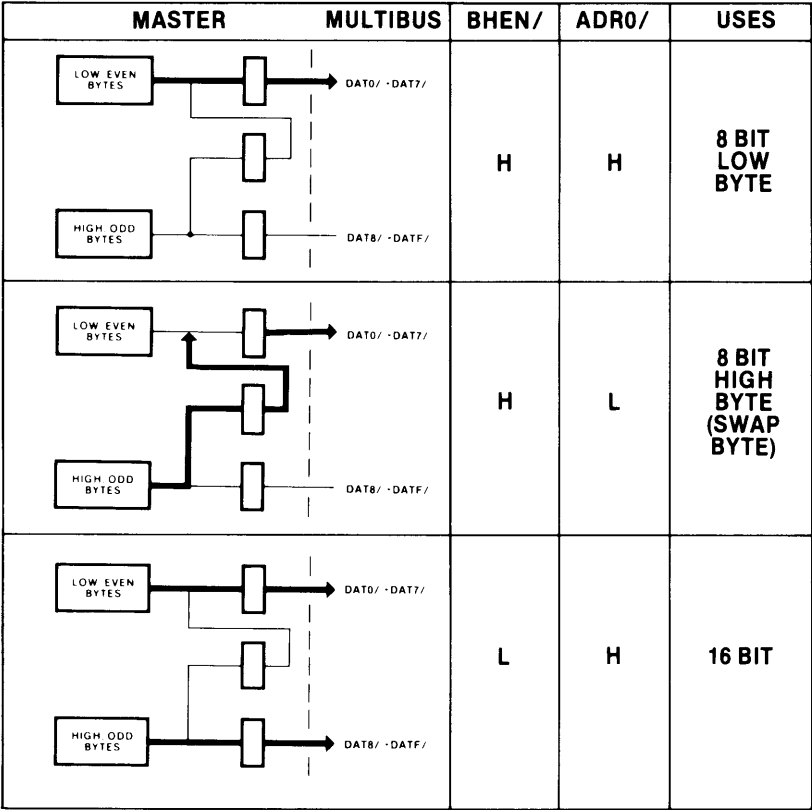 MASTER MULTIBUS BHEN/ ADR0/ USES
LOW EVEN
BYTES
DAT0/ -DAT7/
HIGH ODD
BYTES
DAT8/ -DATF/
H
H
8 BIT
LOW
BYTE
LOW EVEN
BYTES
DAT0/ -DAT7/
HIGH ODD
BYTES
DAT8/ -DATF/
H
L
8 BIT
HIGH
BYTE
(SWAP
BYTE)
LOW EVEN
BYTES
DAT0/ -DAT7/
HIGH ODD
BYTES
DAT8/ -DATF/
L
H
16 BIT